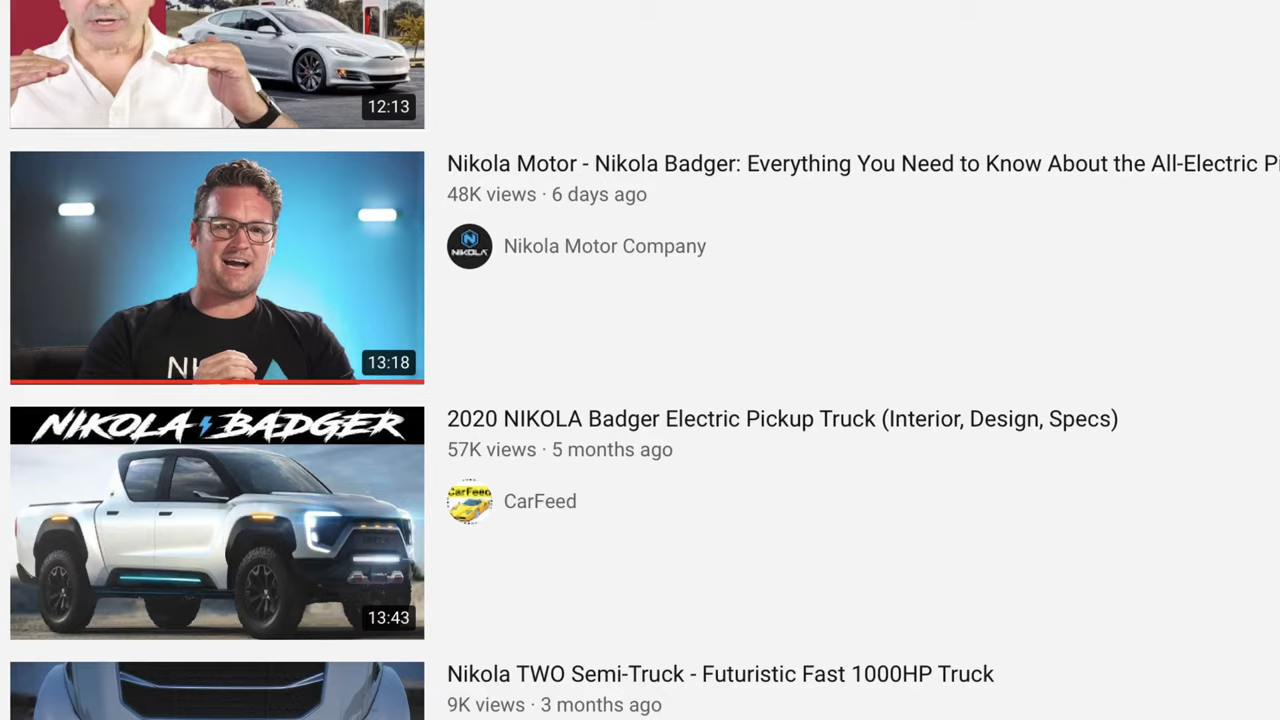 12:13
Nikola Motor - Nikola Badger: Everything You Need to Know About the All-Electric
48K views · 6 days ago
NIKOLA
Nikola Motor Company
NI
13:18
NIKOLA BADGER
2020 NIKOLA Badger Electric Pickup Truck (Interior, Design, Specs)
57K views · 5 months ago
CarFeed
CarFeed
13:43
Nikola TWO Semi-Truck - Futuristic Fast 1000HP Truck
9K views · 3 months ago